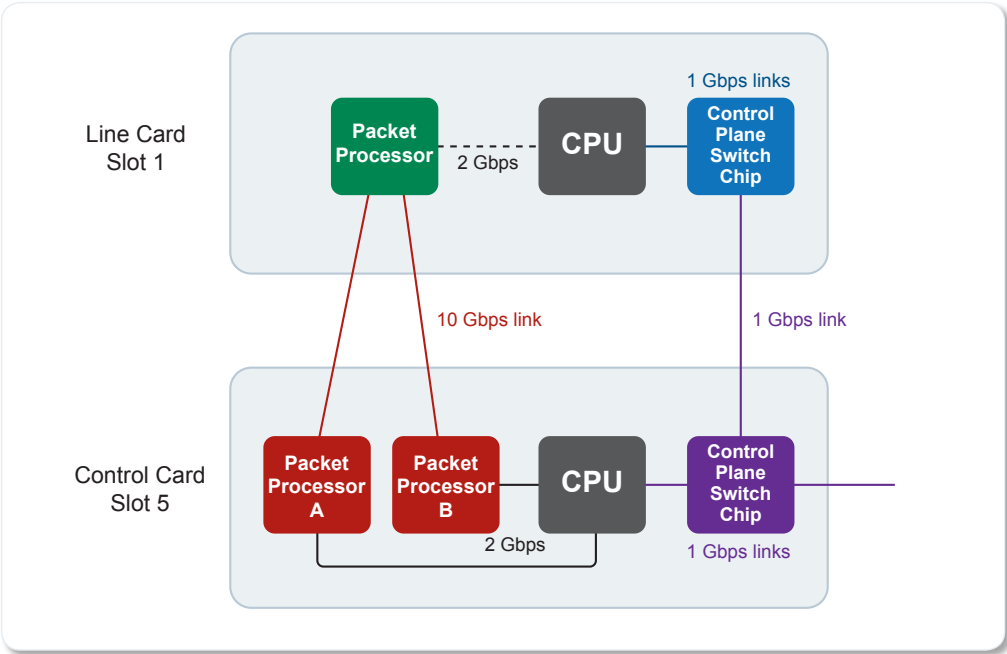 Line Card
Slot 1
Packet
Processor
2 Gbps
CPU
1 Gbps links
Control
Plane
Switch
Chip
10 Gbps link
1 Gbps link
Control Card
Slot 5
Packet
Processor
A
Packet
Processor
B
2 Gbps
CPU
Control
Plane
Switch
Chip
1 Gbps links